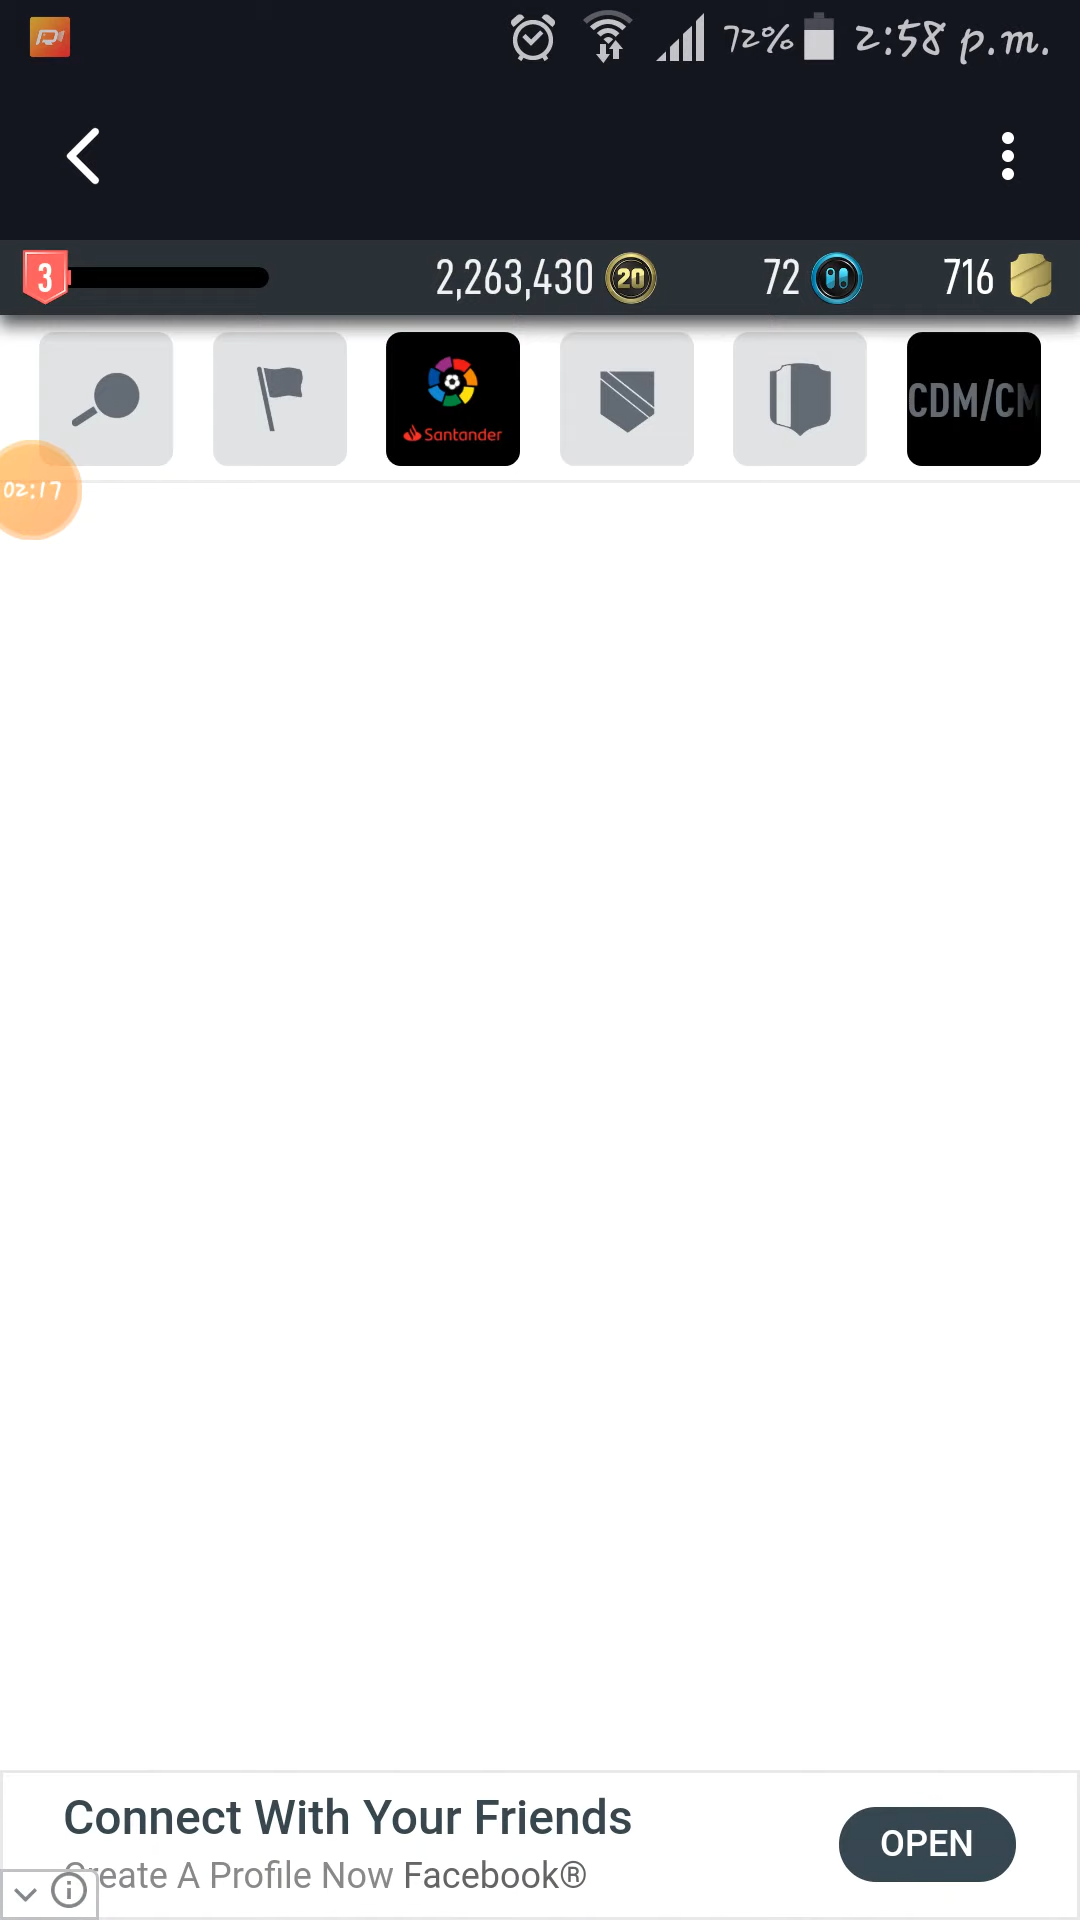 72% 2:58 p.m.
3 2,263,430 20 72 716
Santander
CDM/CM
02:17
Connect With Your Friends
OPEN
Create A Profile Now Facebook®